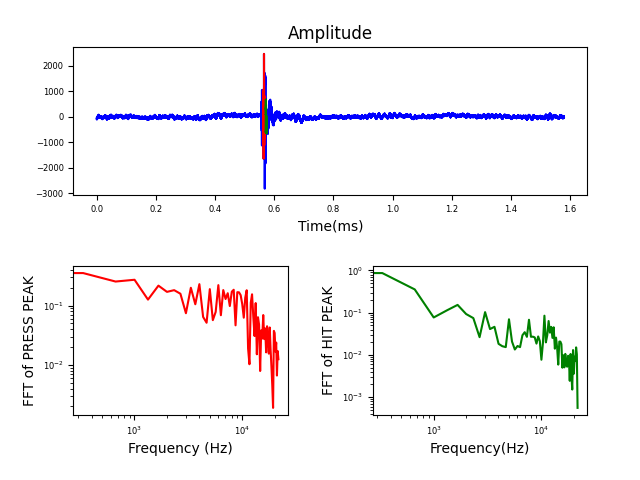 Amplitude
2000
1000
0
−1000
−2000
−3000
0.0 0.2 0.4 0.6 0.8 1.0 1.2 1.4 1.6
Time(ms)
FFT of PRESS PEAK
10⁻¹
10⁻²
10³ 10⁴
Frequency (Hz)
FFT of HIT PEAK
10⁰
10⁻¹
10⁻²
10⁻³
10³ 10⁴
Frequency(Hz)